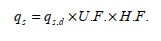 q_s = q_{s,d} × U.F. × H.F.